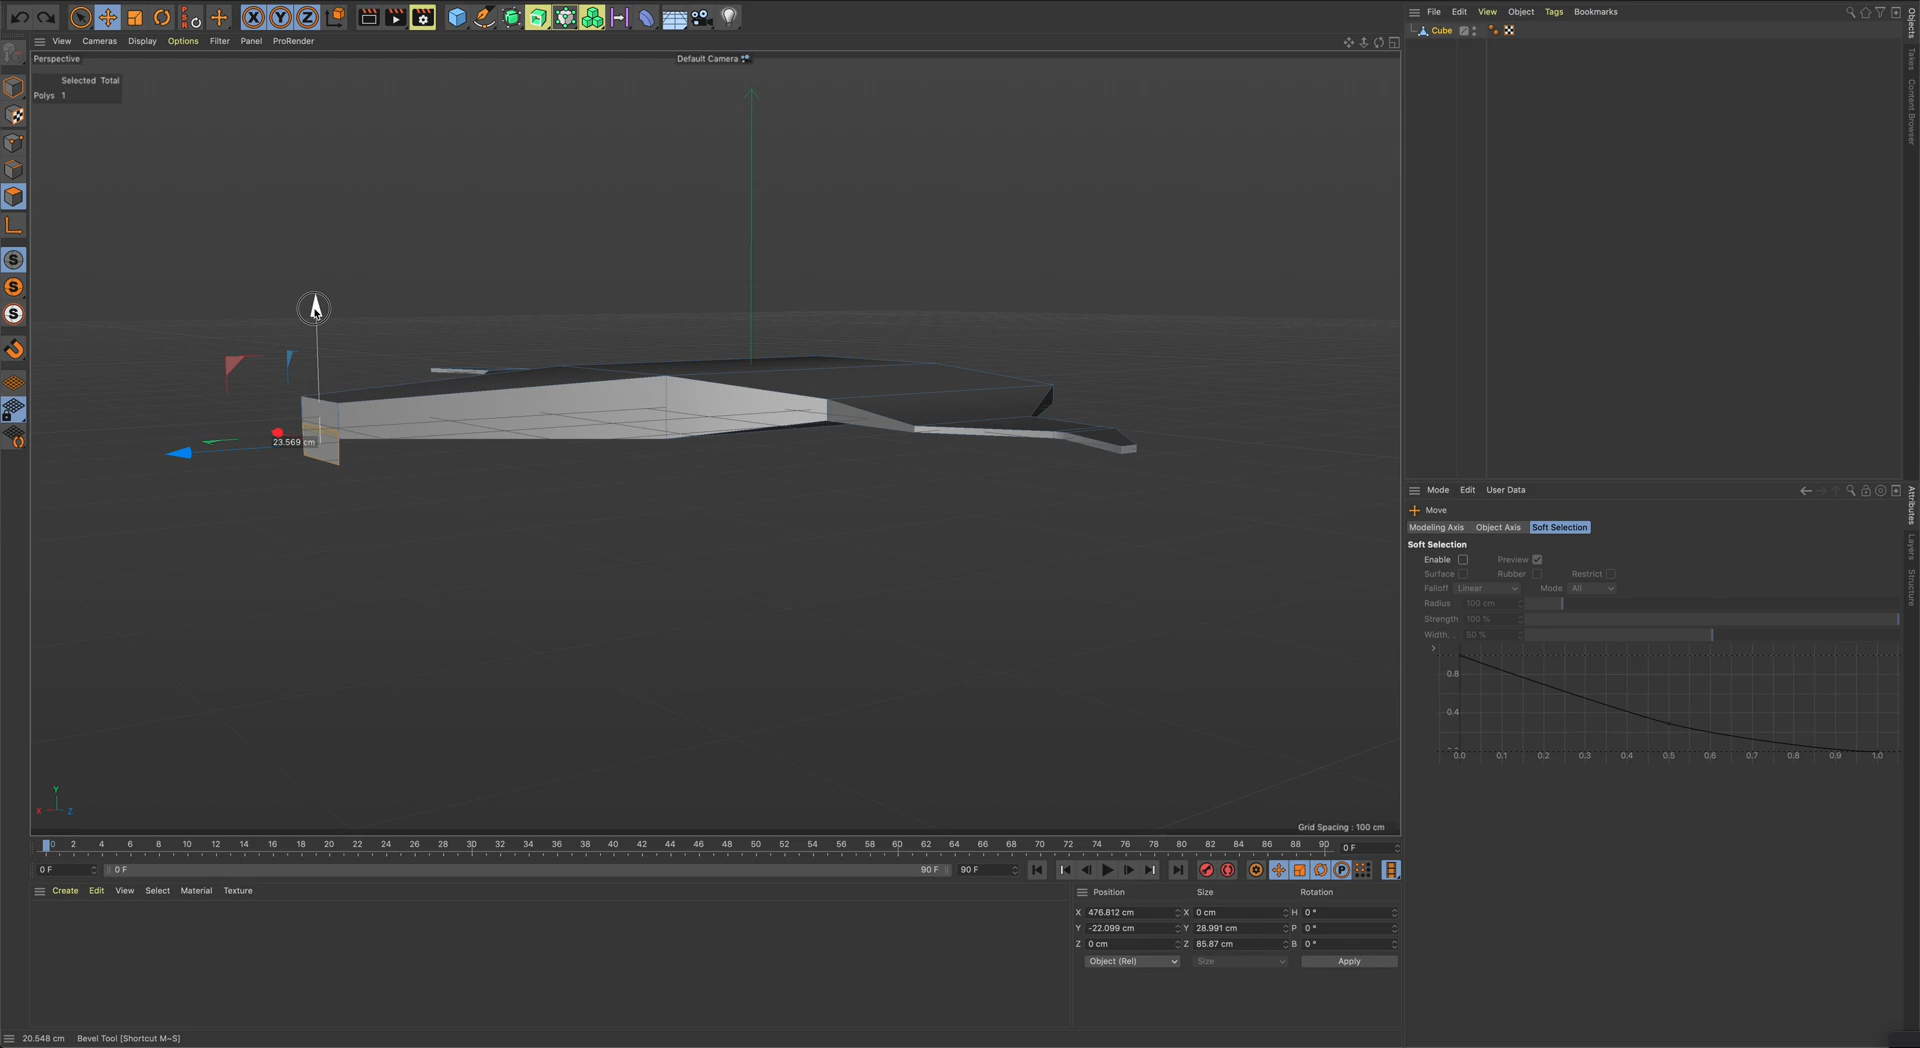 File Edit View Object Tags Bookmarks
Cube
Objects
Takes
Content Browser
View Cameras Display Options Filter Panel ProRender
Perspective
Default Camera
Selected Total
Polys 1
23.569 cm
Y
X Z
Grid Spacing : 100 cm
Mode Edit User Data
Attributes
Layers
Structure
Move
Modeling Axis Object Axis Soft Selection
Soft Selection
Enable Preview
Surface Rubber Restrict
Falloff Linear Mode All
Radius 100 cm
Strength 100 %
Width. . 50 %
0.8
0.4
0.0 0.1 0.2 0.3 0.4 0.5 0.6 0.7 0.8 0.9 1.0
0 2 4 6 8 10 12 14 16 18 20 22 24 26 28 30 32 34 36 38 40 42 44 46 48 50 52 54 56 58 60 62 64 66 68 70 72 74 76 78 80 82 84 86 88 90 0 F
0 F 0 F 90 F 90 F
Create Edit View Select Material Texture
Position Size Rotation
X 476.812 cm X 0 cm H 0 °
Y -22.099 cm Y 28.991 cm P 0 °
Z 0 cm Z 85.87 cm B 0 °
Object (Rel) Size Apply
20.548 cm Bevel Tool [Shortcut M~S]